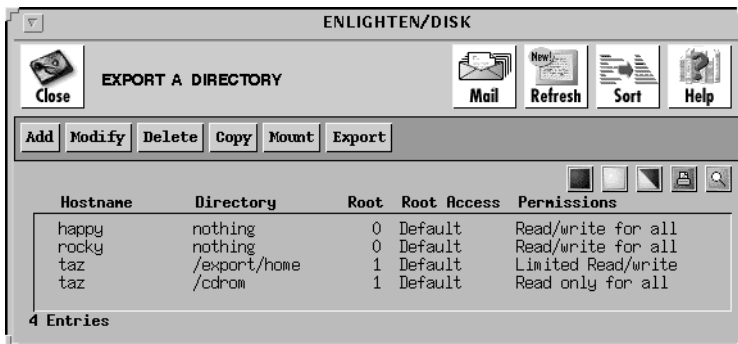 ENLIGHTEN/DISK
Close
EXPORT A DIRECTORY
Mail
New!
Refresh
Sort
Help
Add Modify Delete Copy Mount Export
Hostname Directory Root Root Access Permissions
happy nothing 0 Default Read/write for all
rocky nothing 0 Default Read/write for all
taz /export/home 1 Default Limited Read/write
taz /cdrom 1 Default Read only for all
4 Entries